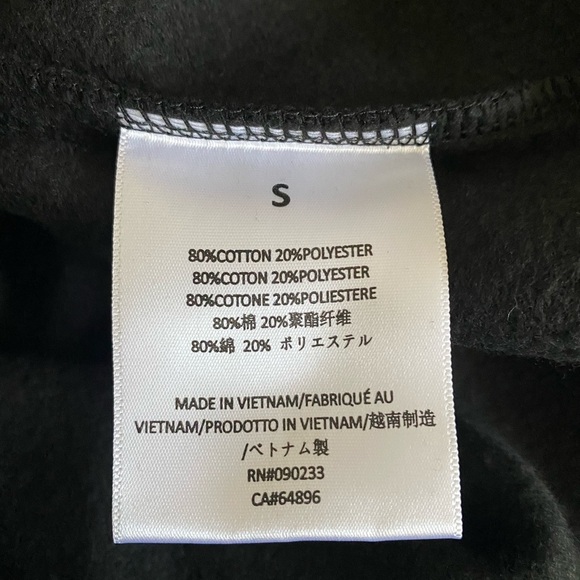 S
80%COTTON 20%POLYESTER
80%COTON 20%POLYESTER
80%COTONE 20%POLIESTERE
80%棉 20%聚酯纤维
80%綿 20% ポリエステル
MADE IN VIETNAM/FABRIQUÉ AU
VIETNAM/PRODOTTO IN VIETNAM/越南制造
/ベトナム製
RN#090233
CA#64896